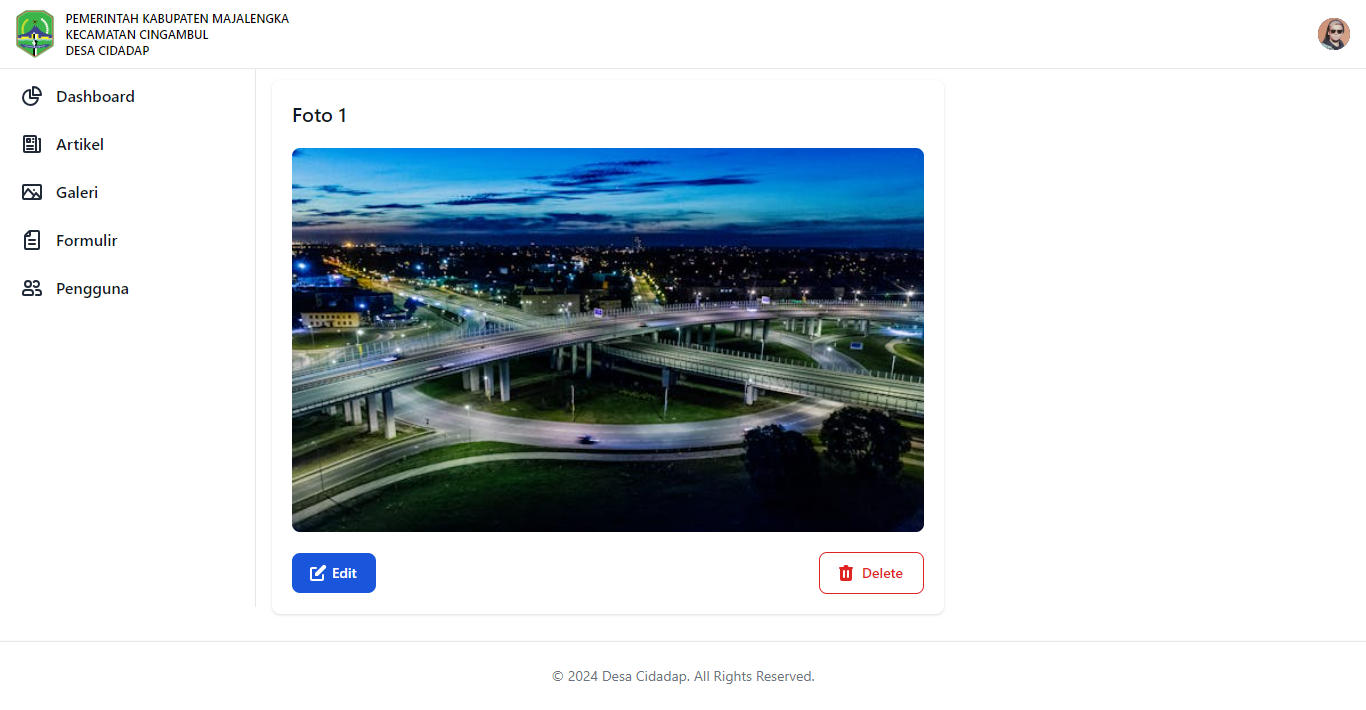 PEMERINTAH KABUPATEN MAJALENGKA
KECAMATAN CINGAMBUL
DESA CIDADAP
Dashboard
Artikel
Galeri
Formulir
Pengguna
Foto 1
Edit
Delete
© 2024 Desa Cidadap. All Rights Reserved.